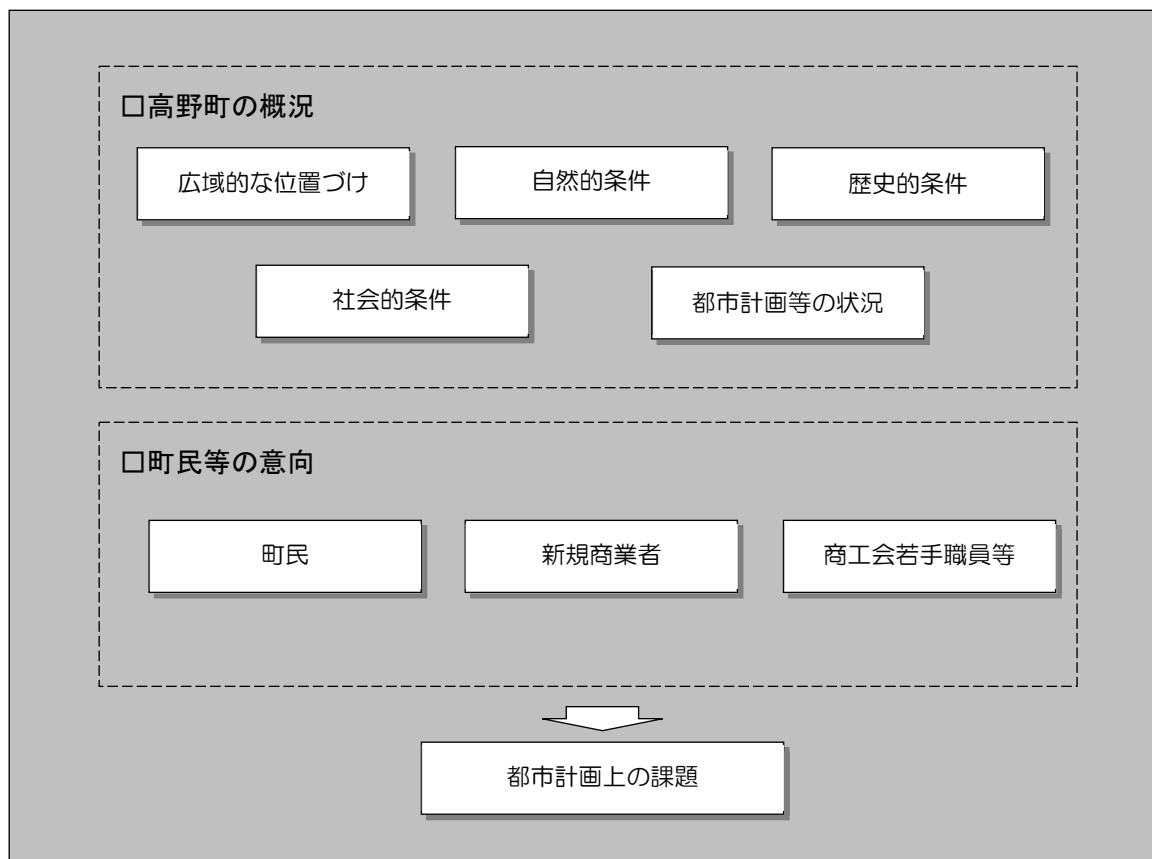 □高野町の概況
広域的な位置づけ
自然的条件
歴史的条件
社会的条件
都市計画等の状況
□町民等の意向
町民
新規商業者
商工会若手職員等
都市計画上の課題